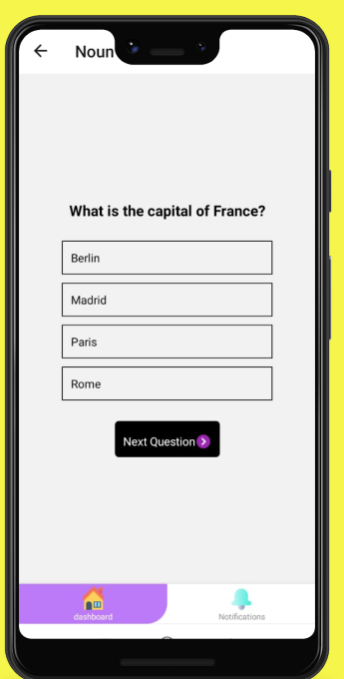 Noun
What is the capital of France?
Berlin
Madrid
Paris
Rome
Next Question
dashboard
Notifications